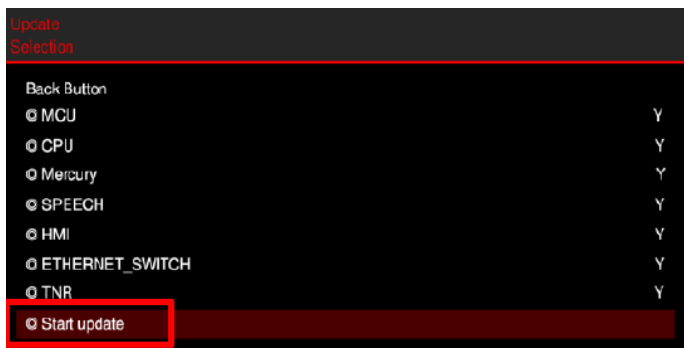 Update
Selection
Back Button
© MCU Y
© CPU Y
© Mercury Y
© SPEECH Y
© HMI Y
© ETHERNET_SWITCH Y
© TNR Y
© Start update